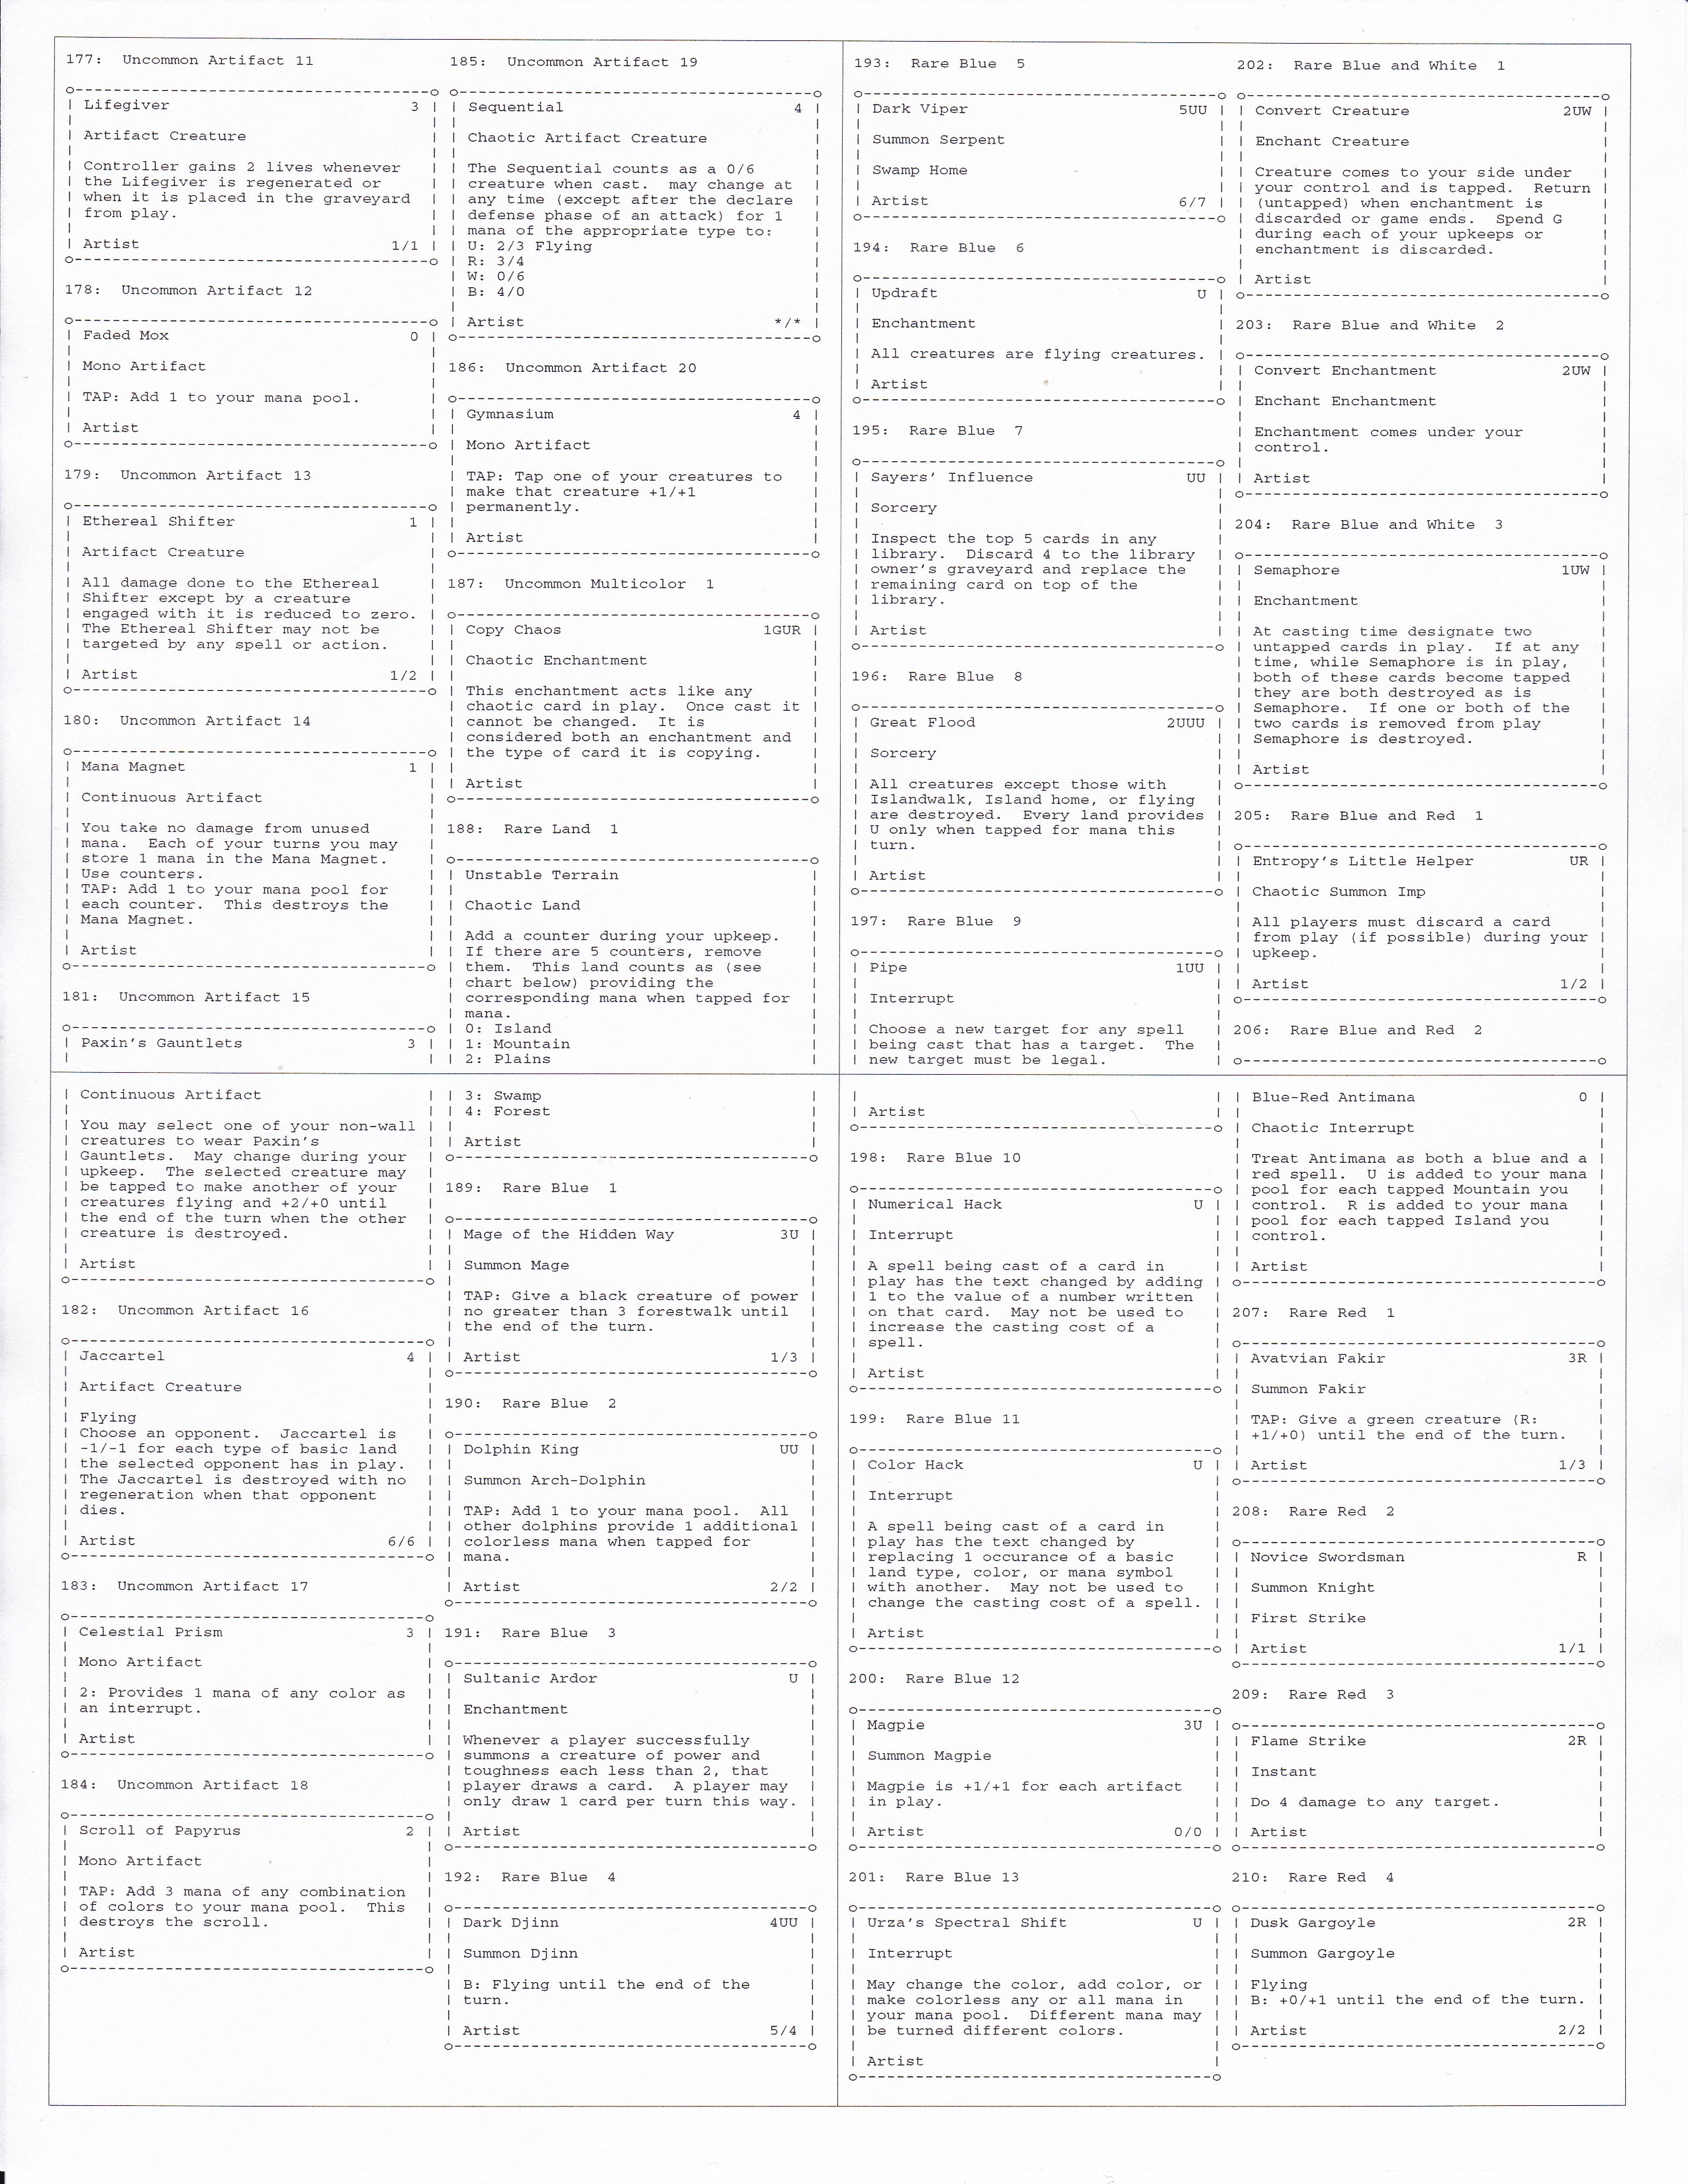 177:  Uncommon Artifact 11
Lifegiver 3
Artifact Creature
Controller gains 2 lives whenever
the Lifegiver is regenerated or
when it is placed in the graveyard
from play.
Artist 1/1
178:  Uncommon Artifact 12
Faded Mox 0
Mono Artifact
TAP: Add 1 to your mana pool.
Artist
179:  Uncommon Artifact 13
Ethereal Shifter 1
Artifact Creature
All damage done to the Ethereal
Shifter except by a creature
engaged with it is reduced to zero.
The Ethereal Shifter may not be
targeted by any spell or action.
Artist 1/2
180:  Uncommon Artifact 14
Mana Magnet 1
Continuous Artifact
You take no damage from unused
mana.  Each of your turns you may
store 1 mana in the Mana Magnet.
Use counters.
TAP: Add 1 to your mana pool for
each counter.  This destroys the
Mana Magnet.
Artist
181:  Uncommon Artifact 15
Paxin's Gauntlets 3
Continuous Artifact
You may select one of your non-wall
creatures to wear Paxin's
Gauntlets.  May change during your
upkeep.  The selected creature may
be tapped to make another of your
creatures flying and +2/+0 until
the end of the turn when the other
creature is destroyed.
Artist
182:  Uncommon Artifact 16
Jaccartel 4
Artifact Creature
Flying
Choose an opponent.  Jaccartel is
-1/-1 for each type of basic land
the selected opponent has in play.
The Jaccartel is destroyed with no
regeneration when that opponent
dies.
Artist 6/6
183:  Uncommon Artifact 17
Celestial Prism 3
Mono Artifact
2: Provides 1 mana of any color as
an interrupt.
Artist
184:  Uncommon Artifact 18
Scroll of Papyrus 2
Mono Artifact
TAP: Add 3 mana of any combination
of colors to your mana pool.  This
destroys the scroll.
Artist
185:  Uncommon Artifact 19
Sequential 4
Chaotic Artifact Creature
The Sequential counts as a 0/6
creature when cast.  may change at
any time (except after the declare
defense phase of an attack) for 1
mana of the appropriate type to:
U: 2/3 Flying
R: 3/4
W: 0/6
B: 4/0
Artist */*
186:  Uncommon Artifact 20
Gymnasium 4
Mono Artifact
TAP: Tap one of your creatures to
make that creature +1/+1
permanently.
Artist
187:  Uncommon Multicolor  1
Copy Chaos 1GUR
Chaotic Enchantment
This enchantment acts like any
chaotic card in play.  Once cast it
cannot be changed.  It is
considered both an enchantment and
the type of card it is copying.
Artist
188:  Rare Land  1
Unstable Terrain
Chaotic Land
Add a counter during your upkeep.
If there are 5 counters, remove
them.  This land counts as (see
chart below) providing the
corresponding mana when tapped for
mana.
0: Island
1: Mountain
2: Plains
3: Swamp
4: Forest
Artist
189:  Rare Blue  1
Mage of the Hidden Way 3U
Summon Mage
TAP: Give a black creature of power
no greater than 3 forestwalk until
the end of the turn.
Artist 1/3
190:  Rare Blue  2
Dolphin King UU
Summon Arch-Dolphin
TAP: Add 1 to your mana pool.  All
other dolphins provide 1 additional
colorless mana when tapped for
mana.
Artist 2/2
191:  Rare Blue  3
Sultanic Ardor U
Enchantment
Whenever a player successfully
summons a creature of power and
toughness each less than 2, that
player draws a card.  A player may
only draw 1 card per turn this way.
Artist
192:  Rare Blue  4
Dark Djinn 4UU
Summon Djinn
B: Flying until the end of the
turn.
Artist 5/4
193:  Rare Blue  5
Dark Viper 5UU
Summon Serpent
Swamp Home
Artist 6/7
194:  Rare Blue  6
Updraft U
Enchantment
All creatures are flying creatures.
Artist
195:  Rare Blue  7
Sayers' Influence UU
Sorcery
Inspect the top 5 cards in any
library.  Discard 4 to the library
owner's graveyard and replace the
remaining card on top of the
library.
Artist
196:  Rare Blue  8
Great Flood 2UUU
Sorcery
All creatures except those with
Islandwalk, Island home, or flying
are destroyed.  Every land provides
U only when tapped for mana this
turn.
Artist
197:  Rare Blue  9
Pipe 1UU
Interrupt
Choose a new target for any spell
being cast that has a target.  The
new target must be legal.
Artist
198:  Rare Blue 10
Numerical Hack U
Interrupt
A spell being cast of a card in
play has the text changed by adding
1 to the value of a number written
on that card.  May not be used to
increase the casting cost of a
spell.
Artist
199:  Rare Blue 11
Color Hack U
Interrupt
A spell being cast of a card in
play has the text changed by
replacing 1 occurance of a basic
land type, color, or mana symbol
with another.  May not be used to
change the casting cost of a spell.
Artist
200:  Rare Blue 12
Magpie 3U
Summon Magpie
Magpie is +1/+1 for each artifact
in play.
Artist 0/0
201:  Rare Blue 13
Urza's Spectral Shift U
Interrupt
May change the color, add color, or
make colorless any or all mana in
your mana pool.  Different mana may
be turned different colors.
Artist
202:  Rare Blue and White  1
Convert Creature 2UW
Enchant Creature
Creature comes to your side under
your control and is tapped.  Return
(untapped) when enchantment is
discarded or game ends.  Spend G
during each of your upkeeps or
enchantment is discarded.
Artist
203:  Rare Blue and White  2
Convert Enchantment 2UW
Enchant Enchantment
Enchantment comes under your
control.
Artist
204:  Rare Blue and White  3
Semaphore 1UW
Enchantment
At casting time designate two
untapped cards in play.  If at any
time, while Semaphore is in play,
both of these cards become tapped
they are both destroyed as is
Semaphore.  If one or both of the
two cards is removed from play
Semaphore is destroyed.
Artist
205:  Rare Blue and Red  1
Entropy's Little Helper UR
Chaotic Summon Imp
All players must discard a card
from play (if possible) during your
upkeep.
Artist 1/2
206:  Rare Blue and Red  2
Blue-Red Antimana 0
Chaotic Interrupt
Treat Antimana as both a blue and a
red spell.  U is added to your mana
pool for each tapped Mountain you
control.  R is added to your mana
pool for each tapped Island you
control.
Artist
207:  Rare Red  1
Avatvian Fakir 3R
Summon Fakir
TAP: Give a green creature (R:
+1/+0) until the end of the turn.
Artist 1/3
208:  Rare Red  2
Novice Swordsman R
Summon Knight
First Strike
Artist 1/1
209:  Rare Red  3
Flame Strike 2R
Instant
Do 4 damage to any target.
Artist
210:  Rare Red  4
Dusk Gargoyle 2R
Summon Gargoyle
Flying
B: +0/+1 until the end of the turn.
Artist 2/2